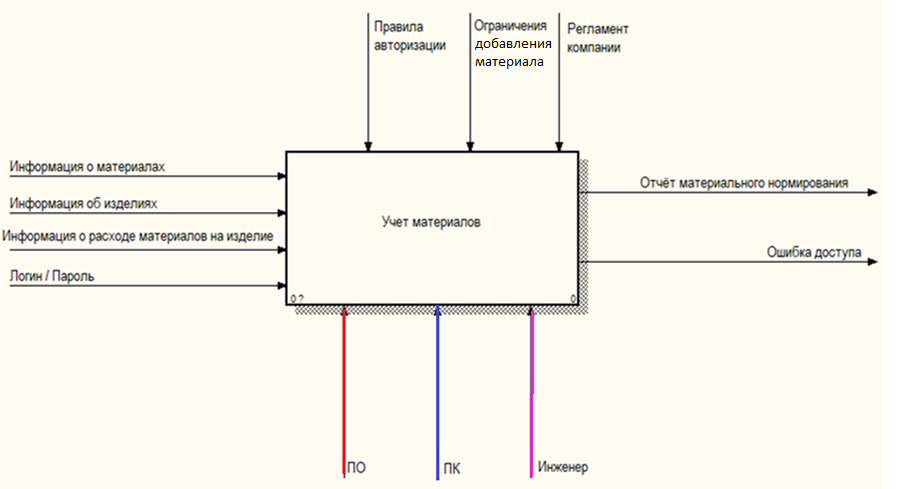 Правила
авторизации
Ограничения
добавления
материала
Регламент
компании
Информация о материалах
Информация об изделиях
Информация о расходе материалов на изделие
Логин / Пароль
Учет материалов
0 ?
0
Отчёт материального нормирования
Ошибка доступа
ПО
ПК
Инженер